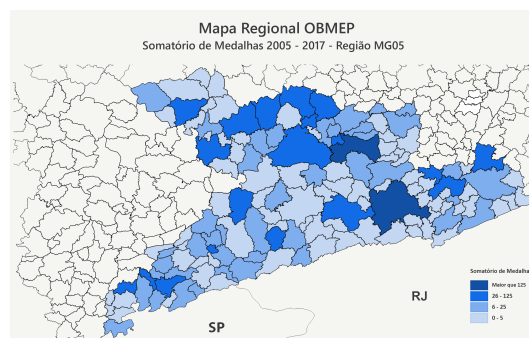 Mapa Regional OBMEP
Somatório de Medalhas 2005 - 2017 - Região MG05
Somatório de Medalha
Maior que 125
26 - 125
6 - 25
0 - 5
RJ
SP